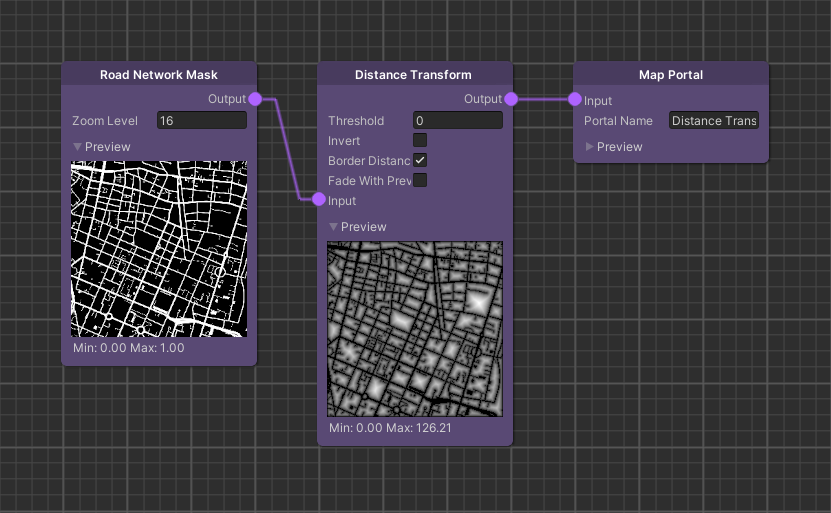 Road Network Mask
Output
Zoom Level 16
Preview
Min: 0.00 Max: 1.00
Distance Transform
Output
Threshold 0
Invert
Border Distanc
Fade With Prev
Input
Preview
Min: 0.00 Max: 126.21
Map Portal
Input
Portal Name Distance Trans
Preview